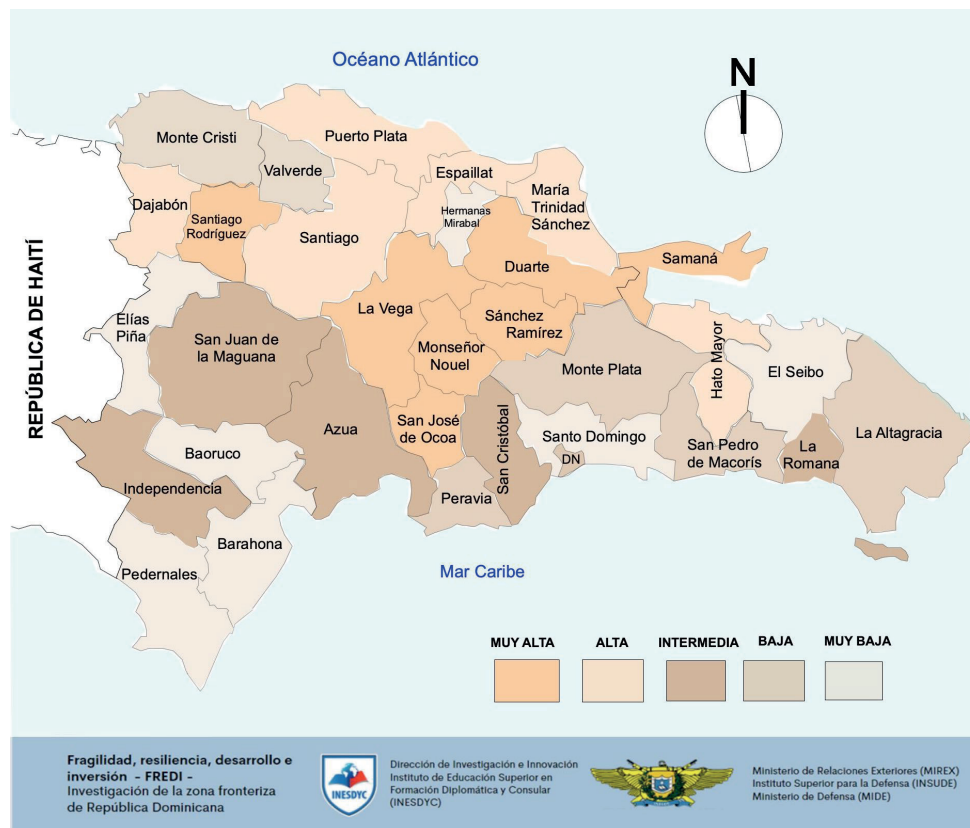 Océano Atlántico
N
Monte Cristi
Puerto Plata
Valverde
Espaillat
Dajabón
Santiago
Rodríguez
Santiago
Hermanas
Mirabal
María
Trinidad
Sánchez
Samaná
Duarte
REPÚBLICA DE HAITÍ
Elías
Piña
San Juan de
la Maguana
La Vega
Sánchez
Ramírez
Monseñor
Nouel
Monte Plata
Hato Mayor
El Seibo
Azua
San José
de Ocoa
San Cristóbal
Santo Domingo
DN
San Pedro
de Macorís
La
Romana
La Altagracia
Baoruco
Independencia
Peravia
Barahona
Pedernales
Mar Caribe
MUY ALTA
ALTA
INTERMEDIA
BAJA
MUY BAJA
Fragilidad, resiliencia, desarrollo e
inversión - FREDI -
Investigación de la zona fronteriza
de República Dominicana
INESDYC
Dirección de Investigación e Innovación
Instituto de Educación Superior en
Formación Diplomática y Consular
(INESDYC)
Ministerio de Relaciones Exteriores (MIREX)
Instituto Superior para la Defensa (INSUDE)
Ministerio de Defensa (MIDE)